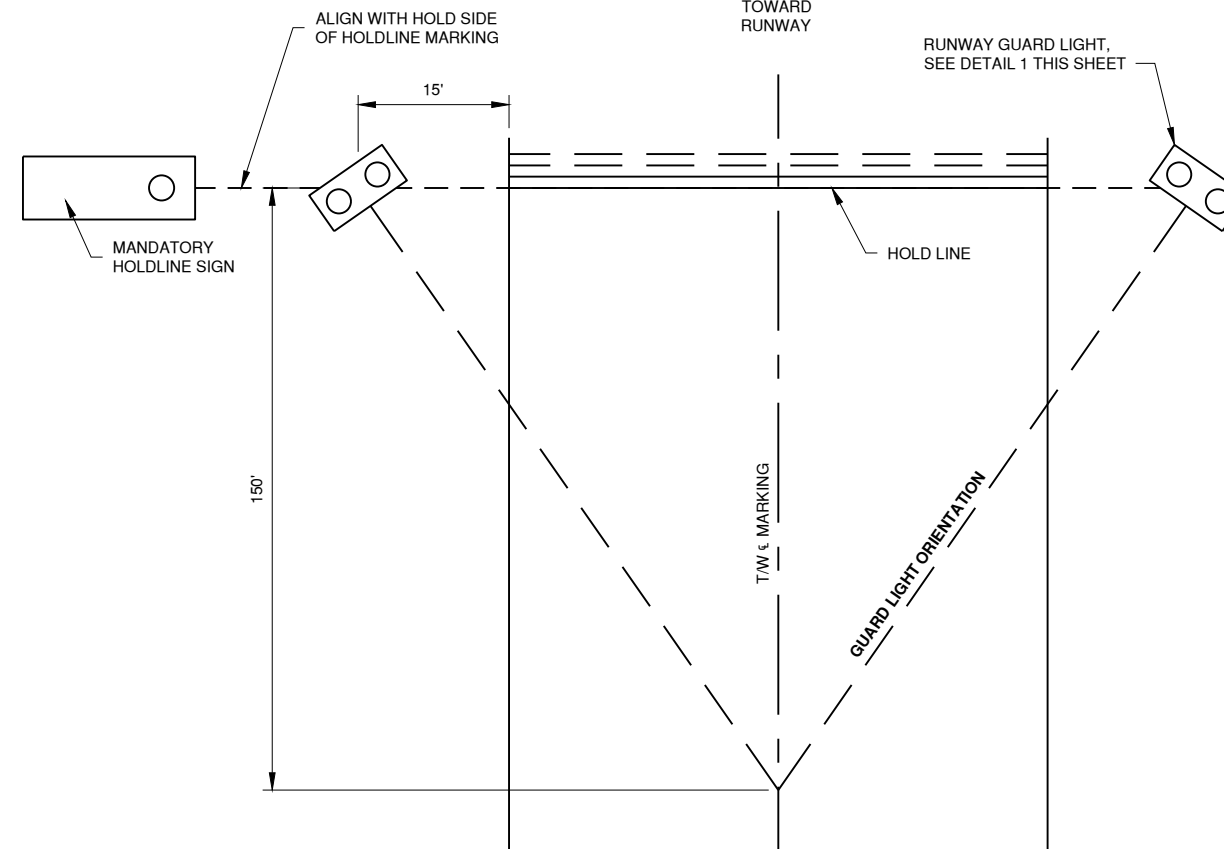 TOWARD
RUNWAY
ALIGN WITH HOLD SIDE
OF HOLDLINE MARKING
RUNWAY GUARD LIGHT,
SEE DETAIL 1 THIS SHEET
15'
MANDATORY
HOLDLINE SIGN
HOLD LINE
150'
T/W ℄ MARKING
GUARD LIGHT ORIENTATION